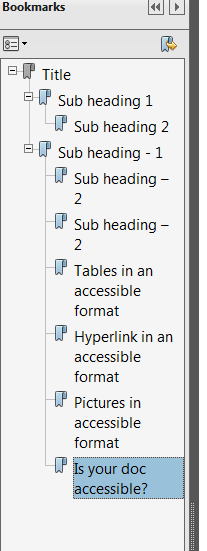 Bookmarks
Title
Sub heading 1
Sub heading 2
Sub heading - 1
Sub heading –
2
Sub heading –
2
Tables in an
accessible
format
Hyperlink in an
accessible
format
Pictures in
accessible
format
Is your doc
accessible?